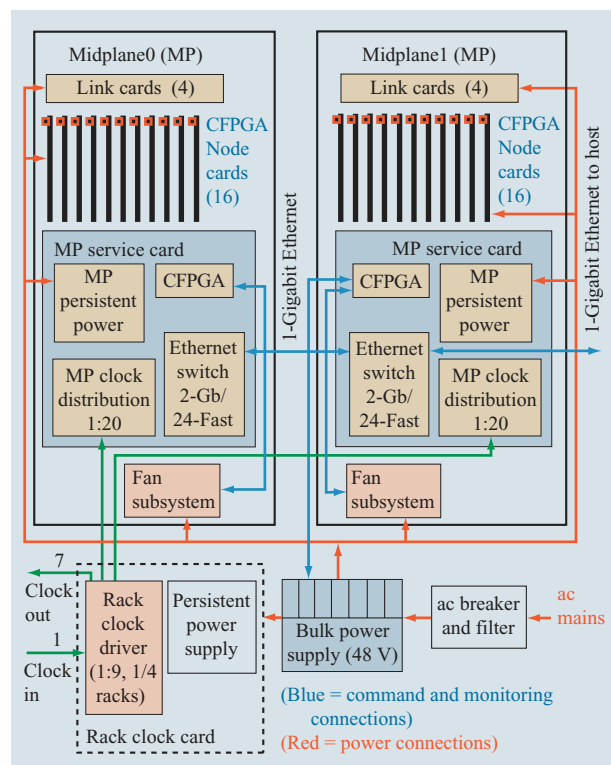 Midplane0 (MP)
Link cards (4)
CFPGA
Node
cards
(16)
MP service card
MP
persistent
power
CFPGA
Ethernet
switch
2-Gb/
24-Fast
MP clock
distribution
1:20
Fan
subsystem
1-Gigabit Ethernet
Midplane1 (MP)
Link cards (4)
CFPGA
Node
cards
(16)
MP service card
CFPGA
MP
persistent
power
Ethernet
switch
2-Gb/
24-Fast
MP clock
distribution
1:20
Fan
subsystem
1-Gigabit Ethernet to host
7
Clock
out
1
Clock
in
Rack
clock
driver
(1:9, 1/4
racks)
Persistent
power
supply
Rack clock card
Bulk power
supply (48 V)
ac breaker
and filter
ac
mains
(Blue = command and monitoring
connections)
(Red = power connections)